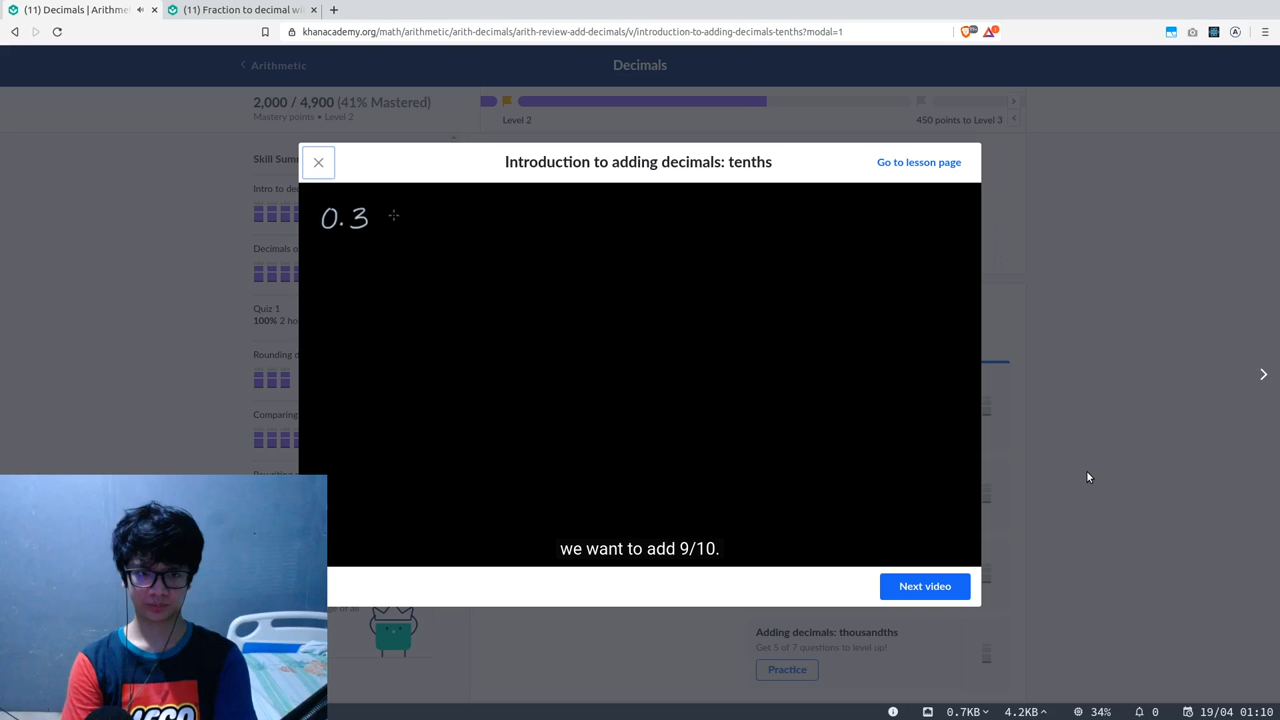 (11) Decimals | Arithme
(11) Fraction to decimal wi
khanacademy.org/math/arithmetic/arith-decimals/arith-review-add-decimals/v/introduction-to-adding-decimals-tenths?modal=1
Arithmetic
Decimals
2,000 / 4,900 (41% Mastered)
Mastery points • Level 2
Level 2
450 points to Level 3
Skill Sum
Introduction to adding decimals: tenths
Go to lesson page
Intro to de
0.3
Decimals o
Quiz 1
100% 2 ho
Rounding d
Comparing
we want to add 9/10.
Next video
Adding decimals: thousandths
Get 5 of 7 questions to level up!
Practice
LEGO
0.7KB
4.2KB
34%
0
19/04 01:10